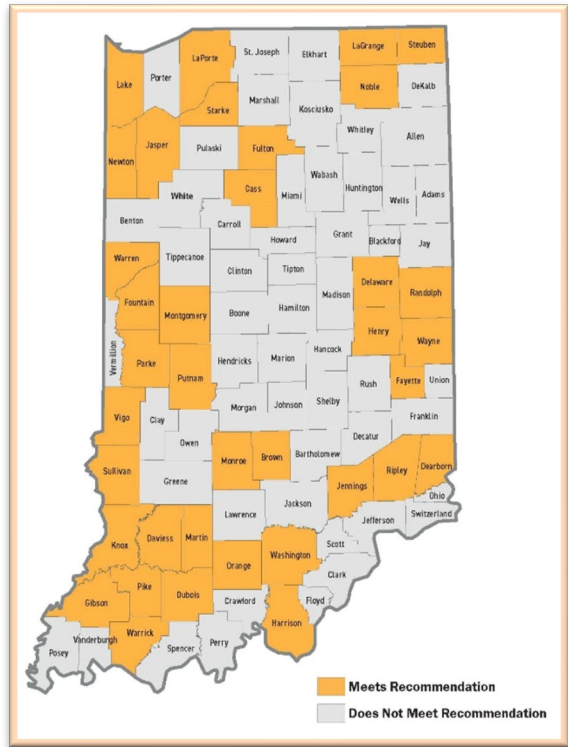 LaGrange
Steuben
St. Joseph
Elkhart
LaPorte
Lake
Porter
Noble
DeKalb
Marshall
Kosciusko
Starke
Whitley
Allen
Jasper
Newton
Pulaski
Fulton
Wabash
Huntington
Cass
Miami
White
Wells
Adams
Benton
Carroll
Howard
Grant
Blackford
Jay
Warren
Tippecanoe
Clinton
Tipton
Delaware
Randolph
Madison
Fountain
Montgomery
Boone
Hamilton
Henry
Wayne
Vermillion
Parke
Putnam
Hendricks
Marion
Hancock
Rush
Fayette
Union
Morgan
Johnson
Shelby
Franklin
Vigo
Clay
Owen
Decatur
Monroe
Brown
Bartholomew
Sullivan
Greene
Jennings
Ripley
Dearborn
Ohio
Lawrence
Jackson
Jefferson
Switzerland
Knox
Daviess
Martin
Scott
Orange
Washington
Clark
Pike
Gibson
Dubois
Crawford
Floyd
Harrison
Warrick
Vanderburgh
Posey
Spencer
Perry
Meets Recommendation
Does Not Meet Recommendation